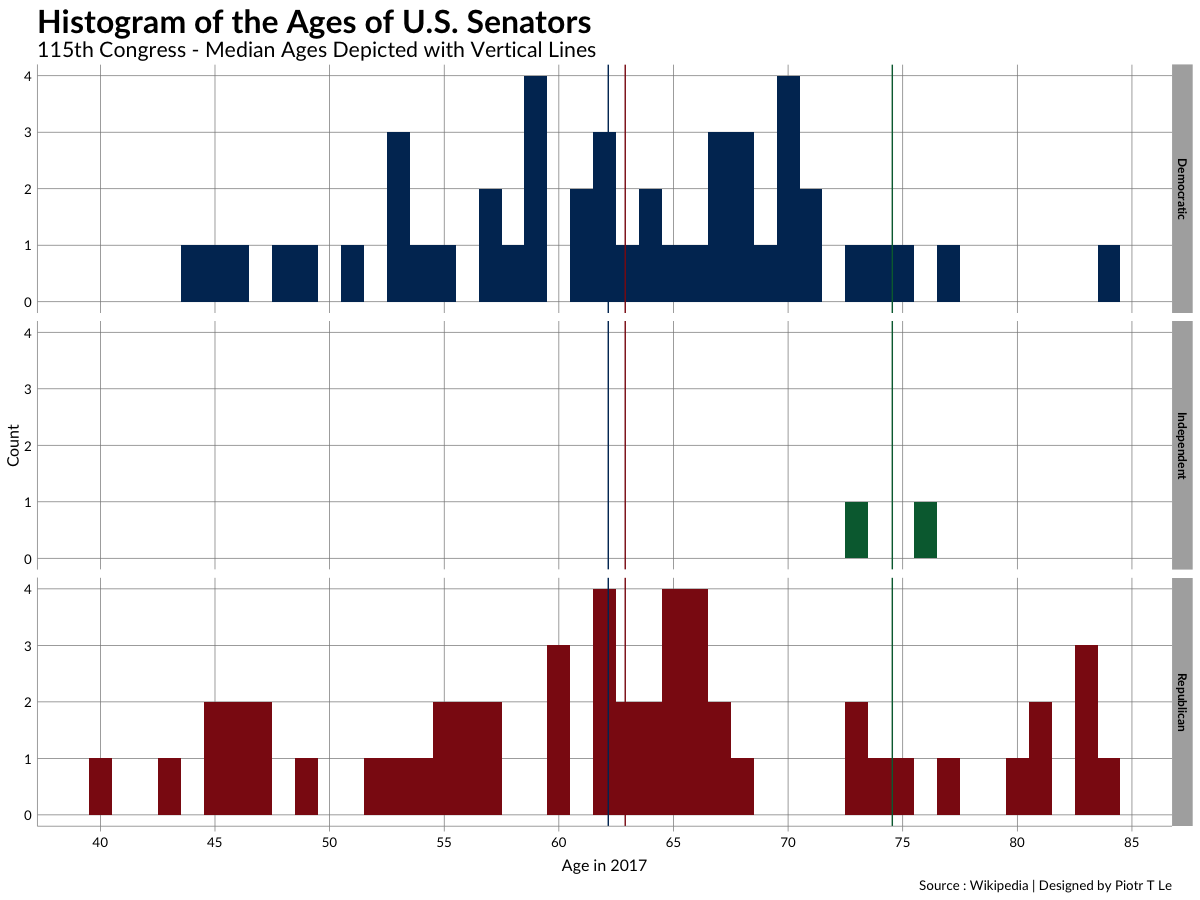 Histogram of the Ages of U.S. Senators
115th Congress - Median Ages Depicted with Vertical Lines
4
3
2
1
0
Democratic
4
3
2
1
0
Independent
Count
4
3
2
1
0
Republican
40 45 50 55 60 65 70 75 80 85
Age in 2017
Source : Wikipedia | Designed by Piotr T Le